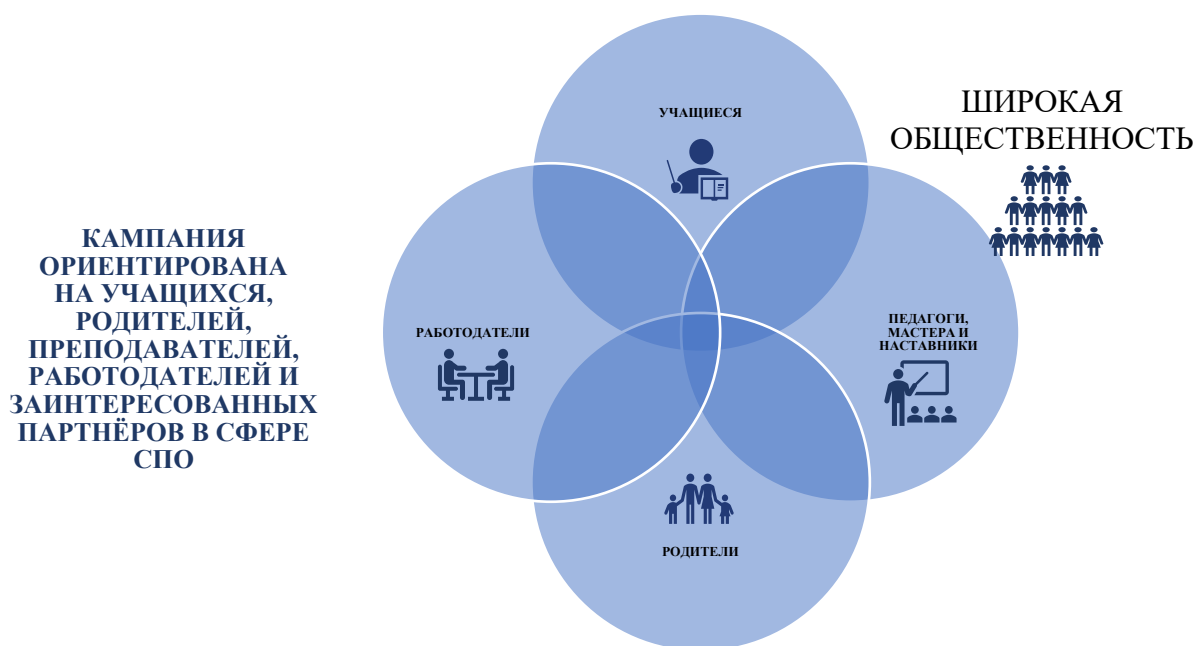 КАМПАНИЯ
ОРИЕНТИРОВАНА
НА УЧАЩИХСЯ,
РОДИТЕЛЕЙ,
ПРЕПОДАВАТЕЛЕЙ,
РАБОТОДАТЕЛЕЙ И
ЗАИНТЕРЕСОВАННЫХ
ПАРТНЁРОВ В СФЕРЕ
СПО
УЧАЩИЕСЯ
РАБОТОДАТЕЛИ
ПЕДАГОГИ,
МАСТЕРА И
НАСТАВНИКИ
РОДИТЕЛИ
ШИРОКАЯ
ОБЩЕСТВЕННОСТЬ